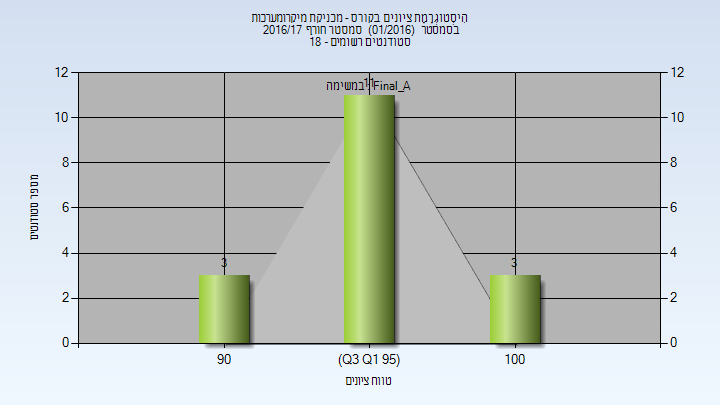 היסטוגרמת ציונים בקורס - מכניקת מיקרומערכות
בסמסטר (01/2016) סמסטר חורף 2016/17
סטודנטים רשומים - 18
במשימה: Final_A
12
10
8
6
4
2
0
12
10
8
6
4
2
0
מספר סטודנטים
3
11
3
90
(Q3 Q1 95)
100
טווח ציונים